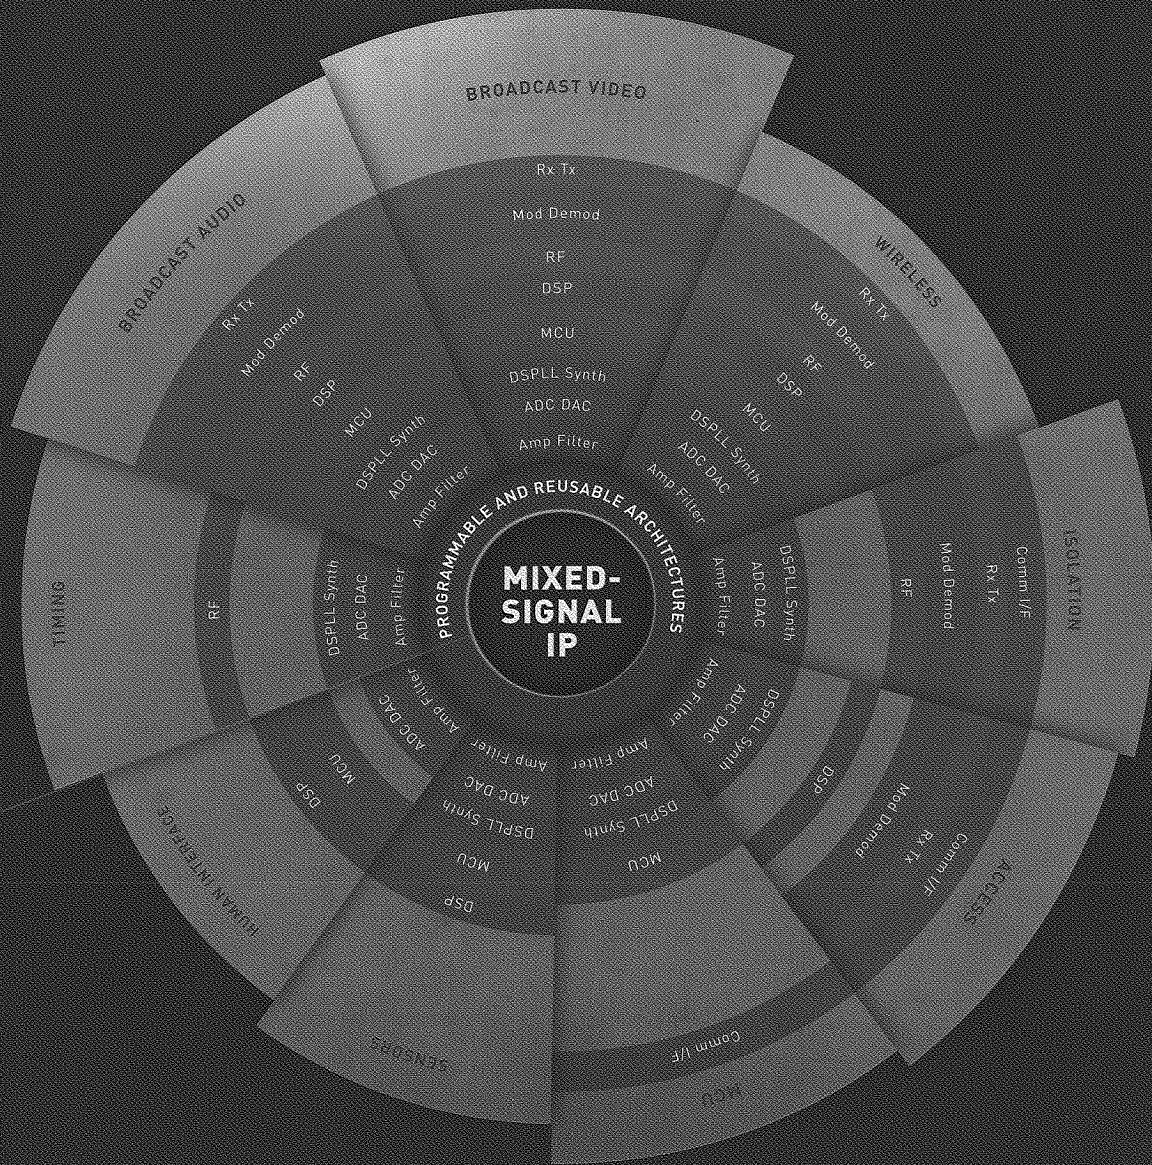 BROADCAST VIDEO
Rx Tx
Mod Demod
RF
DSP
MCU
DSPLL Synth
ADC DAC
Amp Filter
WIRELESS
Rx Tx
Mod Demod
RF
DSP
MCU
DSPLL Synth
ADC DAC
Amp Filter
ISOLATION
Comm I/F
Rx Tx
Mod Demod
RF
DSPLL Synth
ADC DAC
Amp Filter
ACCESS
Comm I/F
Rx Tx
Mod Demod
DSP
DSPLL Synth
ADC DAC
Amp Filter
MCU
Comm I/F
MCU
DSPLL Synth
ADC DAC
Amp Filter
SENSORS
DSP
MCU
DSPLL Synth
ADC DAC
Amp Filter
HUMAN INTERFACE
DSP
MCU
ADC DAC
Amp Filter
TIMING
RF
DSPLL Synth
ADC DAC
Amp Filter
BROADCAST AUDIO
Rx Tx
Mod Demod
RF
DSP
MCU
DSPLL Synth
ADC DAC
Amp Filter
PROGRAMMABLE AND REUSABLE ARCHITECTURES
MIXED-
SIGNAL
IP